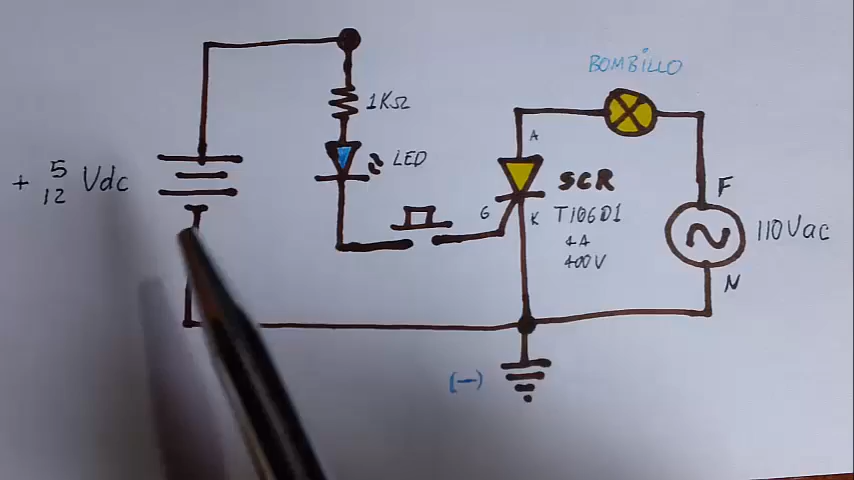 BOMBILLO
1KΩ
A
LED
SCR
+ 5 Vdc
12
F
G
K
T106D1
4A
400V
110Vac
N
(-)